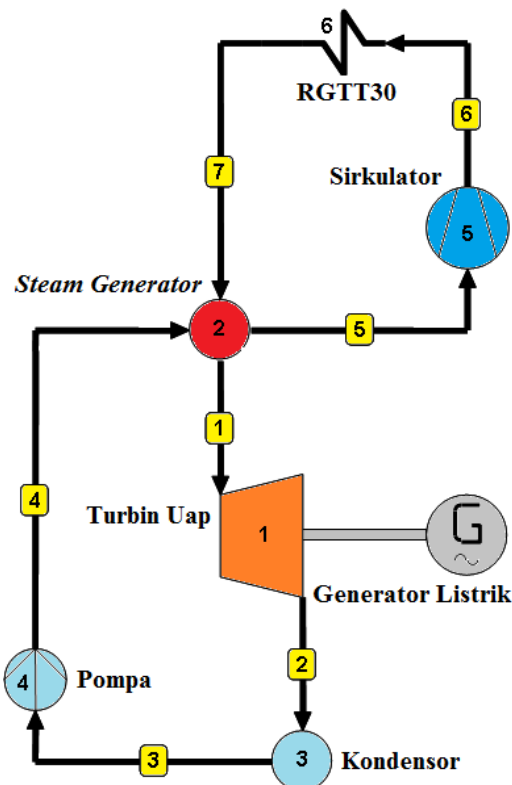 6
RGTT30
6
7
Sirkulator
5
Steam Generator
2
5
1
4
Turbin Uap
1
G
Generator Listrik
2
4
Pompa
3
3
Kondensor